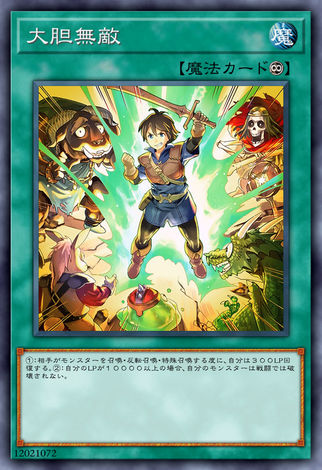 大胆無敵
魔
【魔法カード♾】
①:相手がモンスターを召喚・反転召喚・特殊召喚する度に、自分は300LP回
復する。②:自分のLPが10000以上の場合、自分のモンスターは戦闘では破
壊されない。
12021072